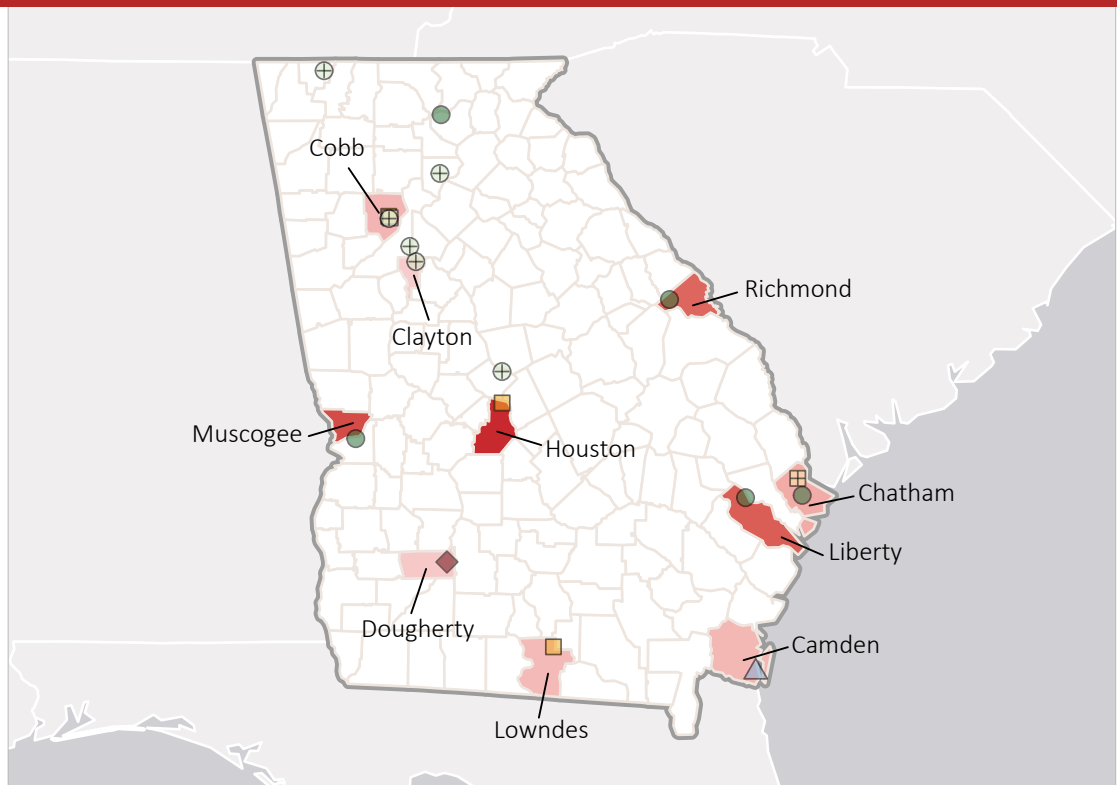 Cobb
Richmond
Clayton
Muscogee
Houston
Chatham
Liberty
Dougherty
Camden
Lowndes